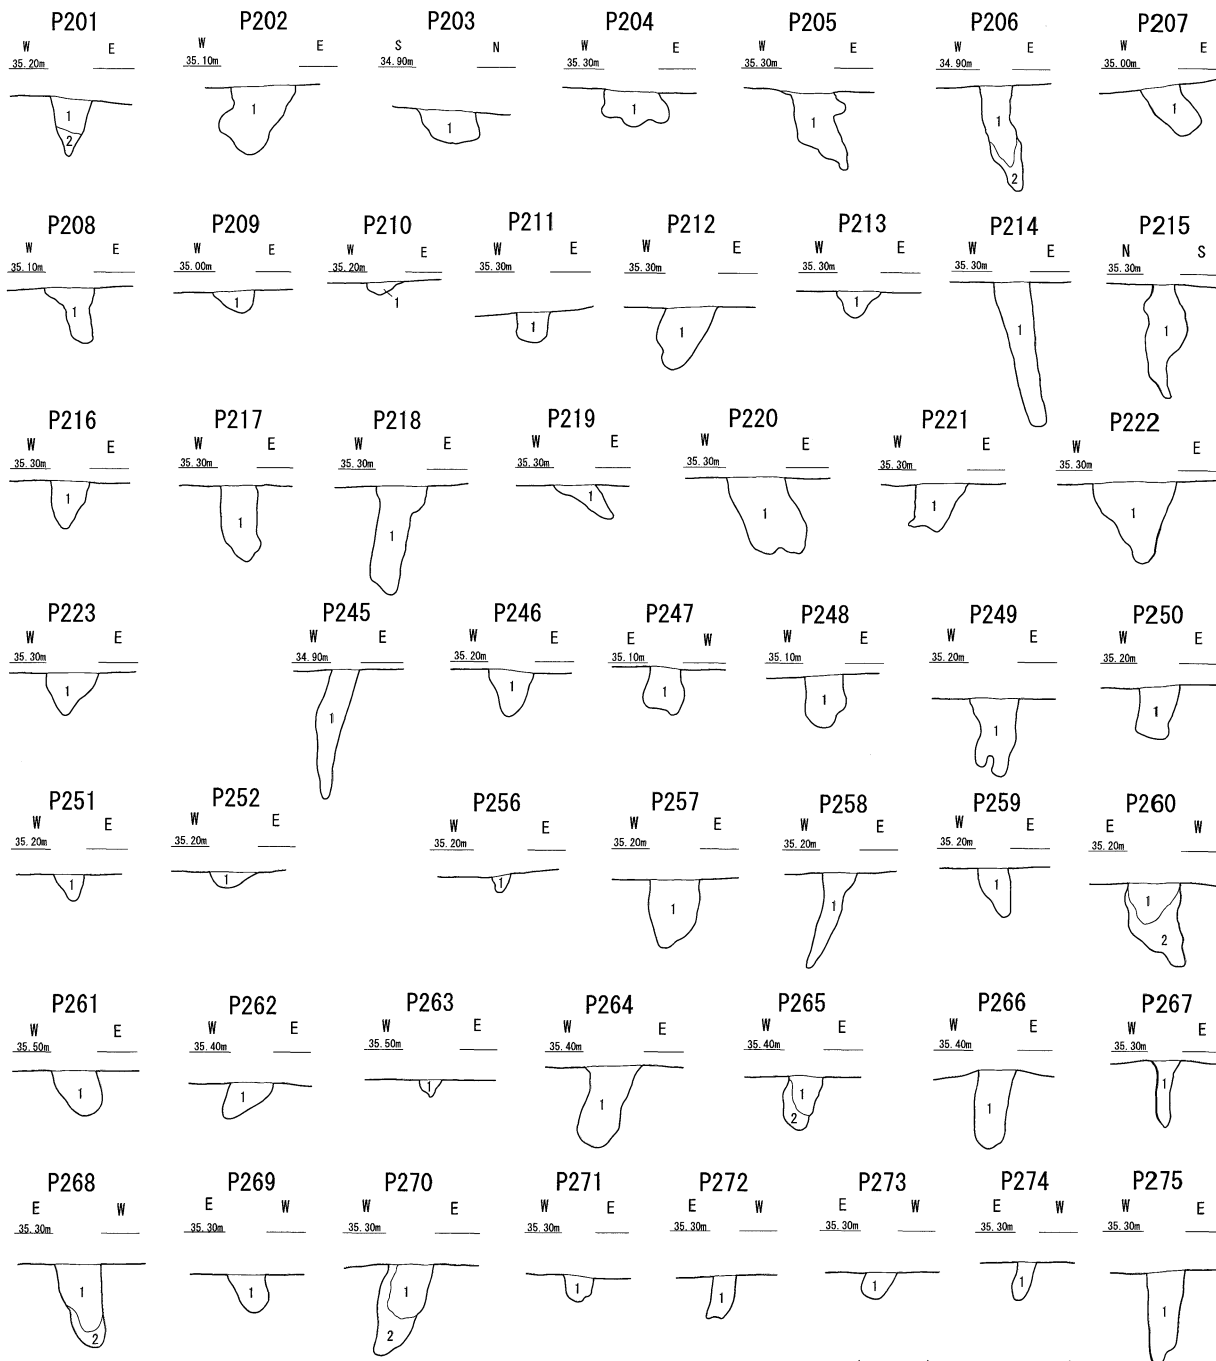 P201 P202 P203 P204 P205 P206 P207
W E W E S N W E W E W E W E
35.20m 35.10m 34.90m 35.30m 35.30m 34.90m 35.00m
1 1 1 1 1 1 1
2 2
P208 P209 P210 P211 P212 P213 P214 P215
W E W E W E W E W E W E W E N S
35.10m 35.00m 35.20m 35.30m 35.30m 35.30m 35.30m 35.30m
1 1 1 1 1 1 1 1
P216 P217 P218 P219 P220 P221 P222
W E W E W E W E W E W E W E
35.30m 35.30m 35.30m 35.30m 35.30m 35.30m 35.30m
1 1 1 1 1 1 1
P223 P245 P246 P247 P248 P249 P250
W E W E W E E W W E W E W E
35.30m 34.90m 35.20m 35.10m 35.10m 35.20m 35.20m
1 1 1 1 1 1 1
P251 P252 P256 P257 P258 P259 P260
W E W E W E W E W E W E E W
35.20m 35.20m 35.20m 35.20m 35.20m 35.20m 35.20m
1 1 1 1 1 1 1
2
P261 P262 P263 P264 P265 P266 P267
W E W E W E W E W E W E W E
35.50m 35.40m 35.50m 35.40m 35.40m 35.40m 35.30m
1 1 1 1 1 1 1
2
P268 P269 P270 P271 P272 P273 P274 P275
E W E W W E W E E W E W E W W E
35.30m 35.30m 35.30m 35.30m 35.30m 35.30m 35.30m 35.30m
1 1 1 1 1 1 1 1
2 2